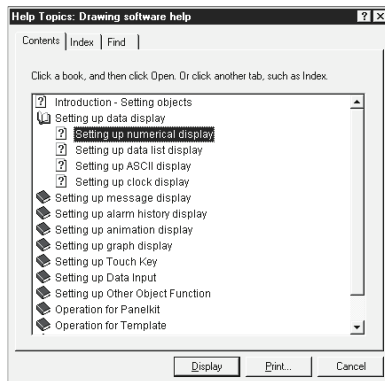 Help Topics: Drawing software help
Contents Index Find
Click a book, and then click Open. Or click another tab, such as Index.
Introduction - Setting objects
Setting up data display
Setting up numerical display
Setting up data list display
Setting up ASCII display
Setting up clock display
Setting up message display
Setting up alarm history display
Setting up animation display
Setting up graph display
Setting up Touch Key
Setting up Data Input
Setting up Other Object Function
Operation for Panelkit
Operation for Template
Display Print... Cancel